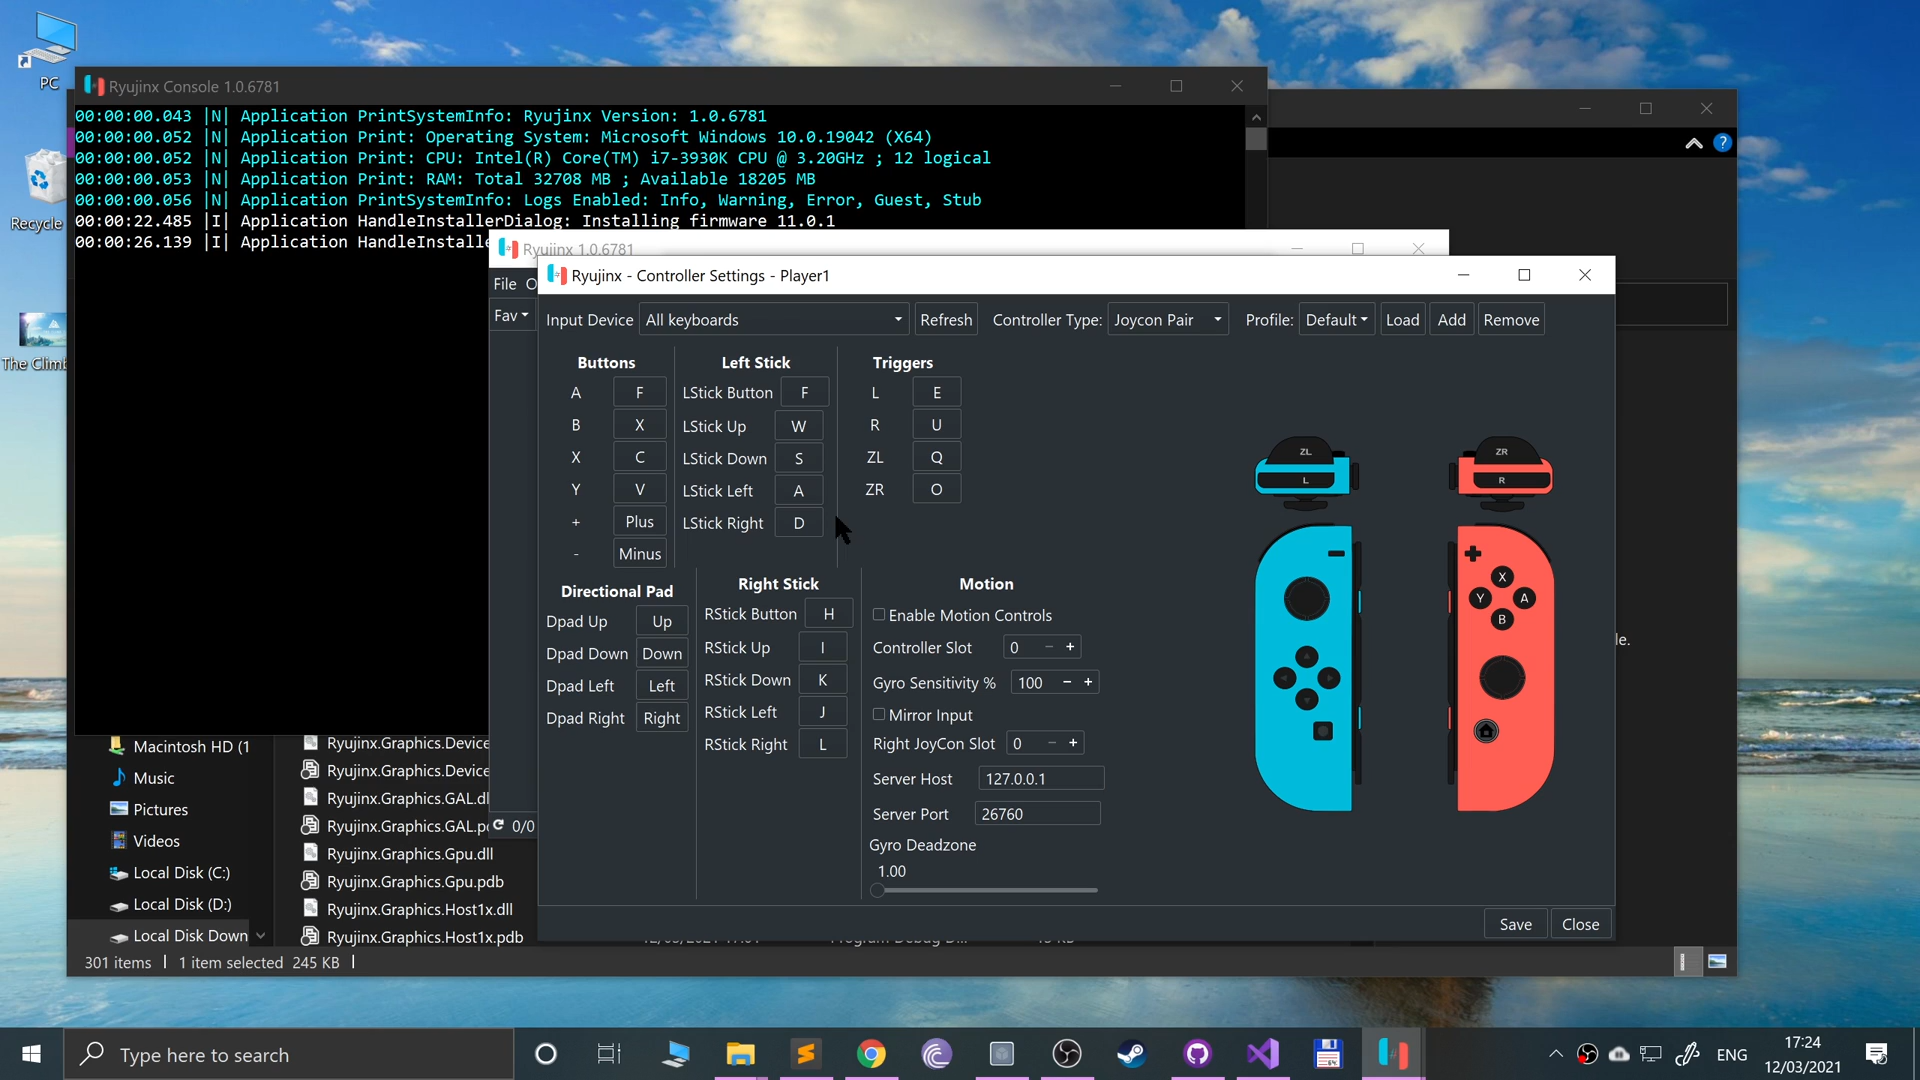 PC
Recycle
The Climb
Ryujinx Console 1.0.6781
00:00:00.043 |N| Application PrintSystemInfo: Ryujinx Version: 1.0.6781
00:00:00.052 |N| Application Print: Operating System: Microsoft Windows 10.0.19042 (X64)
00:00:00.052 |N| Application Print: CPU: Intel(R) Core(TM) i7-3930K CPU @ 3.20GHz ; 12 logical
00:00:00.053 |N| Application Print: RAM: Total 32708 MB ; Available 18205 MB
00:00:00.056 |N| Application PrintSystemInfo: Logs Enabled: Info, Warning, Error, Guest, Stub
00:00:22.485 |I| Application HandleInstallerDialog: Installing firmware 11.0.1
00:00:26.139 |I| Application HandleInstalle
Ryujinx 1.0.6781
File O
Fav
0/0
Ryujinx - Controller Settings - Player1
Input Device All keyboards Refresh Controller Type: Joycon Pair Profile: Default Load Add Remove
Buttons
A F
B X
X C
Y V
+ Plus
- Minus
Left Stick
LStick Button F
LStick Up W
LStick Down S
LStick Left A
LStick Right D
Triggers
L E
R U
ZL Q
ZR O
Directional Pad
Dpad Up Up
Dpad Down Down
Dpad Left Left
Dpad Right Right
Right Stick
RStick Button H
RStick Up I
RStick Down K
RStick Left J
RStick Right L
Motion
Enable Motion Controls
Controller Slot 0 - +
Gyro Sensitivity % 100 - +
Mirror Input
Right JoyCon Slot 0 - +
Server Host 127.0.0.1
Server Port 26760
Gyro Deadzone
1.00
ZL
L
ZR
R
X
Y A
B
Save Close
le.
Macintosh HD (1
Music
Pictures
Videos
Local Disk (C:)
Local Disk (D:)
Local Disk Down
Ryujinx.Graphics.Device
Ryujinx.Graphics.Device
Ryujinx.Graphics.GAL.dl
Ryujinx.Graphics.GAL.p
Ryujinx.Graphics.Gpu.dll
Ryujinx.Graphics.Gpu.pdb
Ryujinx.Graphics.Host1x.dll
Ryujinx.Graphics.Host1x.pdb
301 items 1 item selected 245 KB
Type here to search
ENG
17:24
12/03/2021